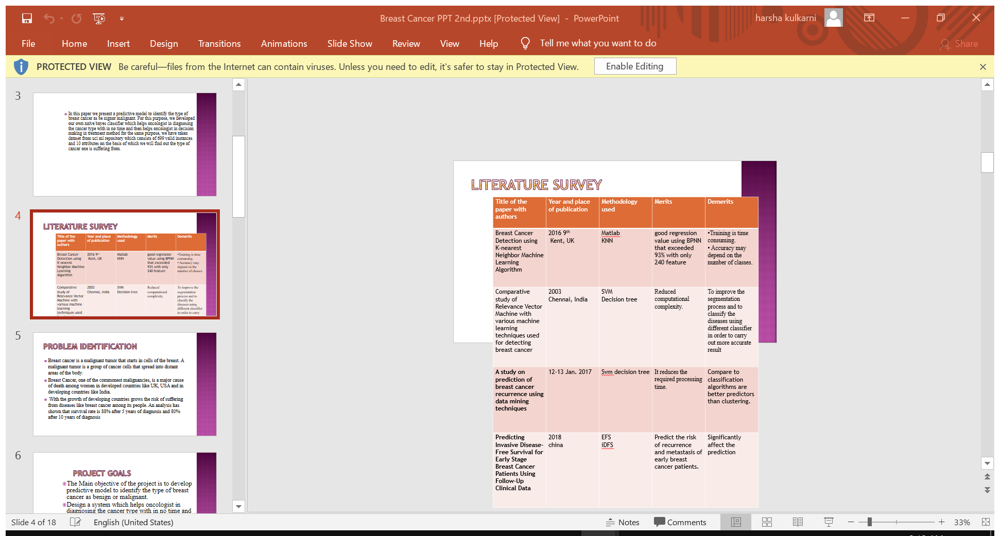 Breast Cancer PPT 2nd.pptx [Protected View] - PowerPoint
harsha kulkarni
File Home Insert Design Transitions Animations Slide Show Review View Help Tell me what you want to do
Share
PROTECTED VIEW Be careful—files from the Internet can contain viruses. Unless you need to edit, it's safer to stay in Protected View. Enable Editing
3
In this paper we present a predictive model to identify the type of
breast cancer as be nignor malignant. For this purpose, we developed
our own naive bayes classifier which helps oncologist in diagnosing
the cancer type with in no time and then helps oncologist in decision
making in treatment method for the same purpose, we have taken
dataset from uci ml repository which consists of 699 valid instances
and 10 attributes on the basis of which we will find out the type of
cancer one is suffering from.
4
LITERATURE SURVEY
Title of the
paper with
authors
Year and place
of publication
Methodology
used
Merits
Demerits
Breast Cancer
Detection using
K-nearest
Neighbor Machine
Learning
Algorithm
2016 9th
Kent, UK
Matlab
KNN
good regression
value using BPNN
that exceeded
93% with only
240 feature
•Training is time
consuming.
• Accuracy may
depend on the
number of classes.
Comparative
study of
Relevance Vector
Machine with
various machine
learning
techniques used
2003
Chennai, India
SVM
Decision tree
Reduced
computational
complexity.
To improve the
segmentation
process and to
classify the
diseases using
different classifier
in order to carry
5
PROBLEM IDENTIFICATION
Breast cancer is a malignant tumor that starts in cells of the breast. A
malignant tumor is a group of cancer cells that spread into distant
areas of the body.
Breast Cancer, one of the commonest malignancies, is a major cause
of death among women in developed countries like UK, USA and in
developing countries like India.
With the growth of developing countries grows the risk of suffering
from diseases like breast cancer among its people. An analysis has
shown that survival rate is 88% after 5 years of diagnosis and 80%
after 10 years of diagnosis
6
PROJECT GOALS
The Main objective of the project is to develop
predictive model to identify the type of breast
cancer as benign or malignant.
Design a system which helps oncologist in
diagnosing the cancer type with in no time and
LITERATURE SURVEY
Title of the
paper with
authors
Year and place
of publication
Methodology
used
Merits
Demerits
Breast Cancer
Detection using
K-nearest
Neighbor Machine
Learning
Algorithm
2016 9th
Kent, UK
Matlab
KNN
good regression
value using BPNN
that exceeded
93% with only
240 feature
•Training is time
consuming.
• Accuracy may
depend on the
number of classes.
Comparative
study of
Relevance Vector
Machine with
various machine
learning
techniques used
for detecting
breast cancer
2003
Chennai, India
SVM
Decision tree
Reduced
computational
complexity.
To improve the
segmentation
process and to
classify the
diseases using
different classifier
in order to carry
out more accurate
result
A study on
prediction of
breast cancer
recurrence using
data mining
techniques
12-13 Jan. 2017
Svm decision tree
It reduces the
required processing
time.
Compare to
classification
algorithms are
better predictors
than clustering.
Predicting
Invasive Disease-
Free Survival for
Early Stage
Breast Cancer
Patients Using
Follow-Up
Clinical Data
2018
china
EFS
iDFS
Predict the risk
of recurrence
and metastasis of
early breast
cancer patients.
Significantly
affect the
prediction
Slide 4 of 18 English (United States) Notes Comments 33%